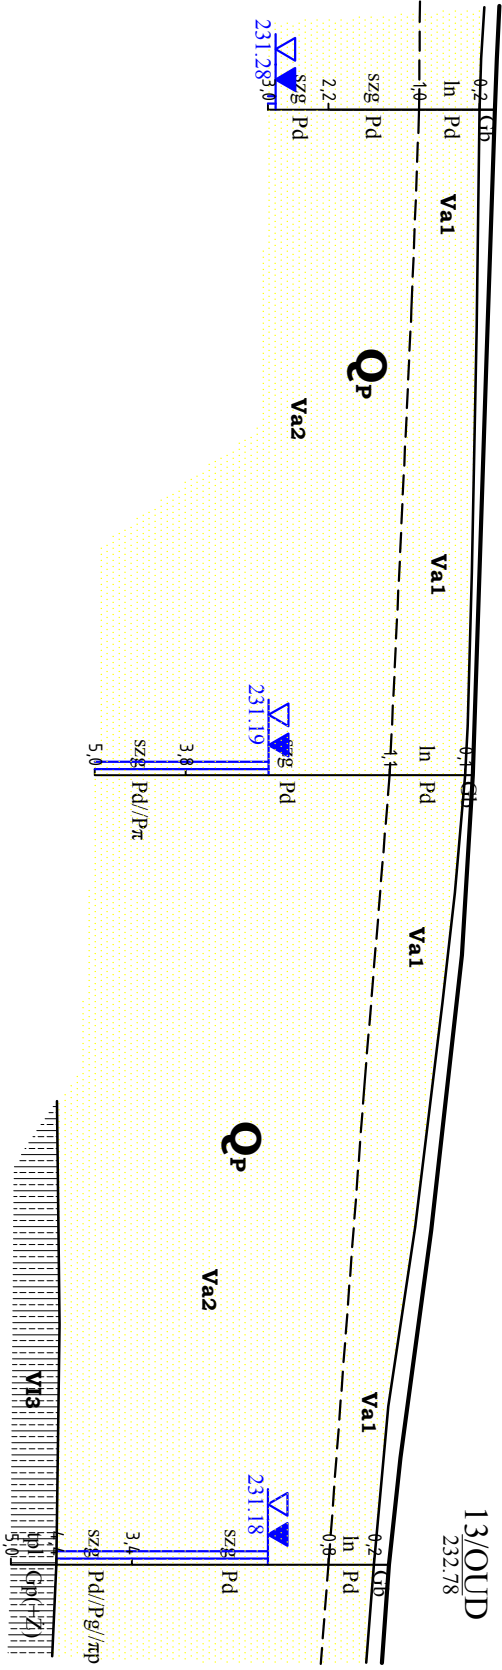 13/OUD
232.78
0,2
Gb
ln
Pd
1,0
szg
Pd
2,2
szg
Pd
3,0
231.28
Va1
QP
Va2
Va1
0,1
Gb
ln
Pd
1,1
szg
Pd
231.19
3,8
szg
Pd//Pπ
5,0
Va1
QP
Va2
Va1
0,2
Gb
ln
Pd
0,8
szg
Pd
231.18
3,4
szg
Pd//Pg//πp
4,4
tpl
Gp(+Ż)
5,0
VI3